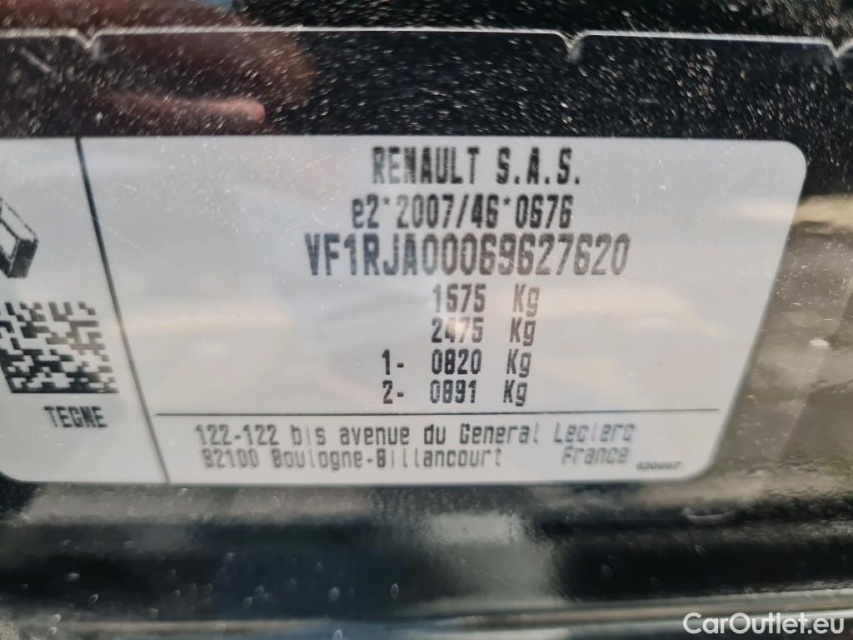 RENAULT S.A.S.
e2*2007/46*0676
VF1RJA00069627620
1675 Kg
2475 Kg
1- 0820 Kg
2- 0891 Kg
TEGNE
122-122 bis avenue du General Leclerc
92100 Boulogne-Billancourt France
CarOutlet.eu